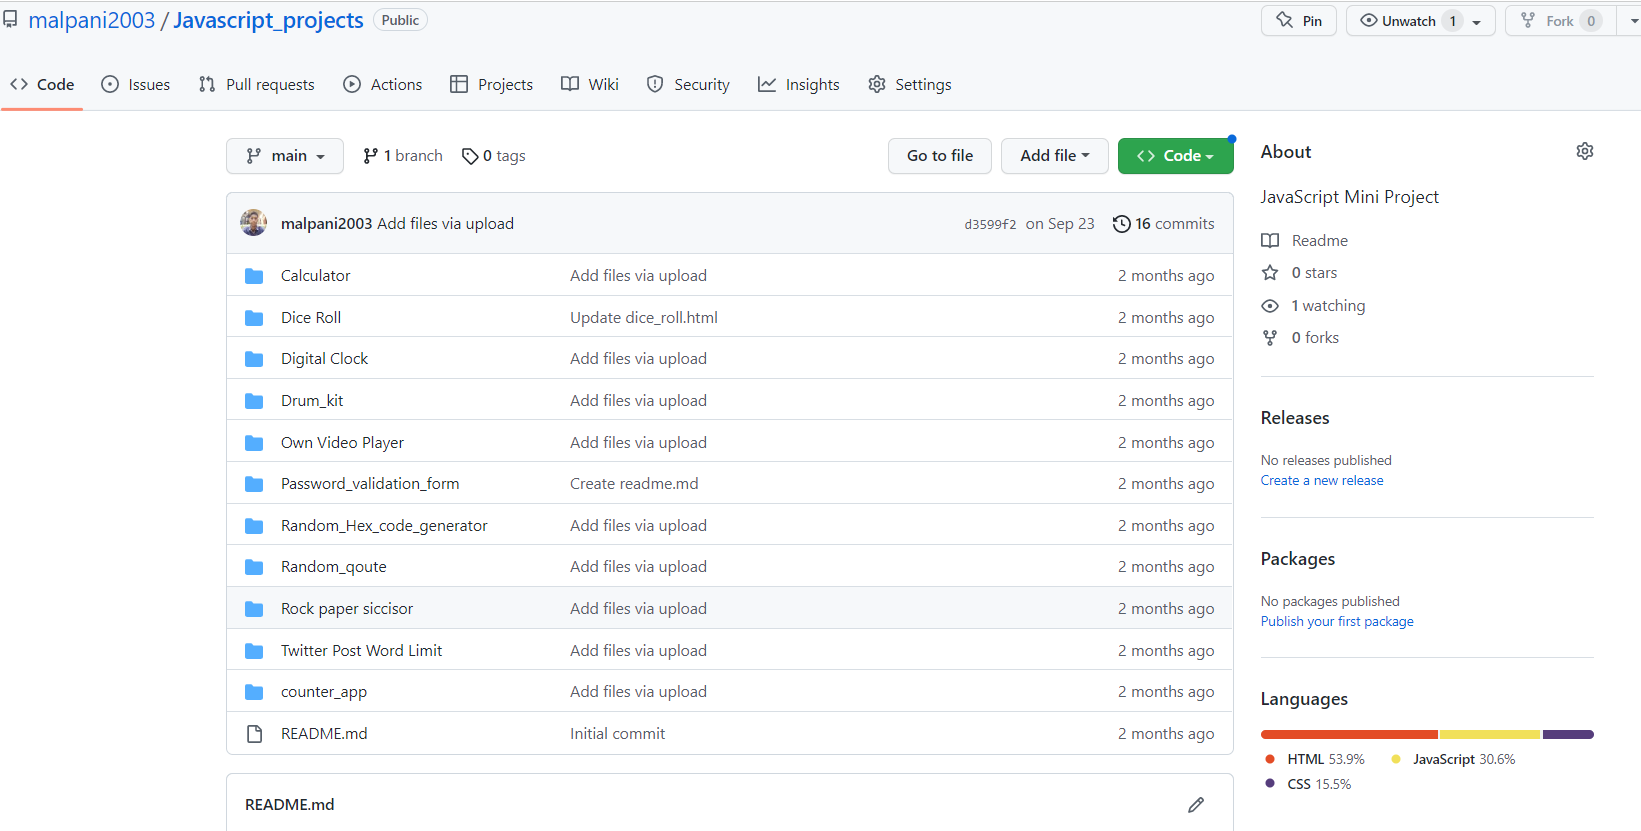 malpani2003 / Javascript_projects Public
Pin Unwatch 1 Fork 0
Code Issues Pull requests Actions Projects Wiki Security Insights Settings
main 1 branch 0 tags Go to file Add file Code
malpani2003 Add files via upload d3599f2 on Sep 23 16 commits
Calculator Add files via upload 2 months ago
Dice Roll Update dice_roll.html 2 months ago
Digital Clock Add files via upload 2 months ago
Drum_kit Add files via upload 2 months ago
Own Video Player Add files via upload 2 months ago
Password_validation_form Create readme.md 2 months ago
Random_Hex_code_generator Add files via upload 2 months ago
Random_qoute Add files via upload 2 months ago
Rock paper siccisor Add files via upload 2 months ago
Twitter Post Word Limit Add files via upload 2 months ago
counter_app Add files via upload 2 months ago
README.md Initial commit 2 months ago
README.md
About
JavaScript Mini Project
Readme
0 stars
1 watching
0 forks
Releases
No releases published
Create a new release
Packages
No packages published
Publish your first package
Languages
HTML 53.9% JavaScript 30.6%
CSS 15.5%